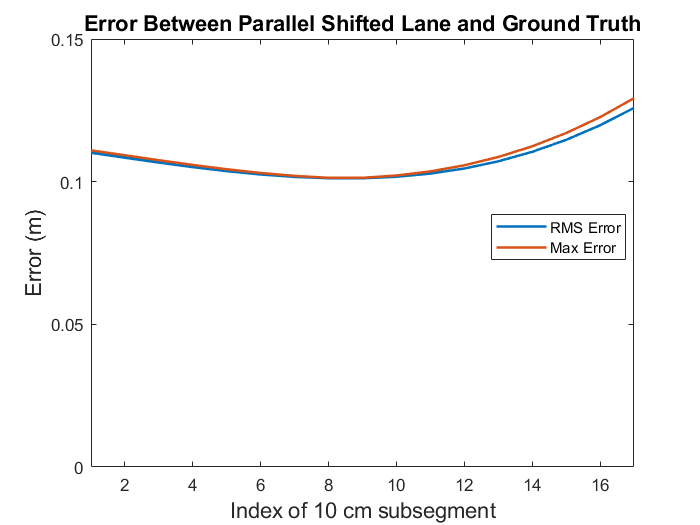 Error Between Parallel Shifted Lane and Ground Truth
0.15
0.1
0.05
0
Error (m)
RMS Error
Max Error
2 4 6 8 10 12 14 16
Index of 10 cm subsegment